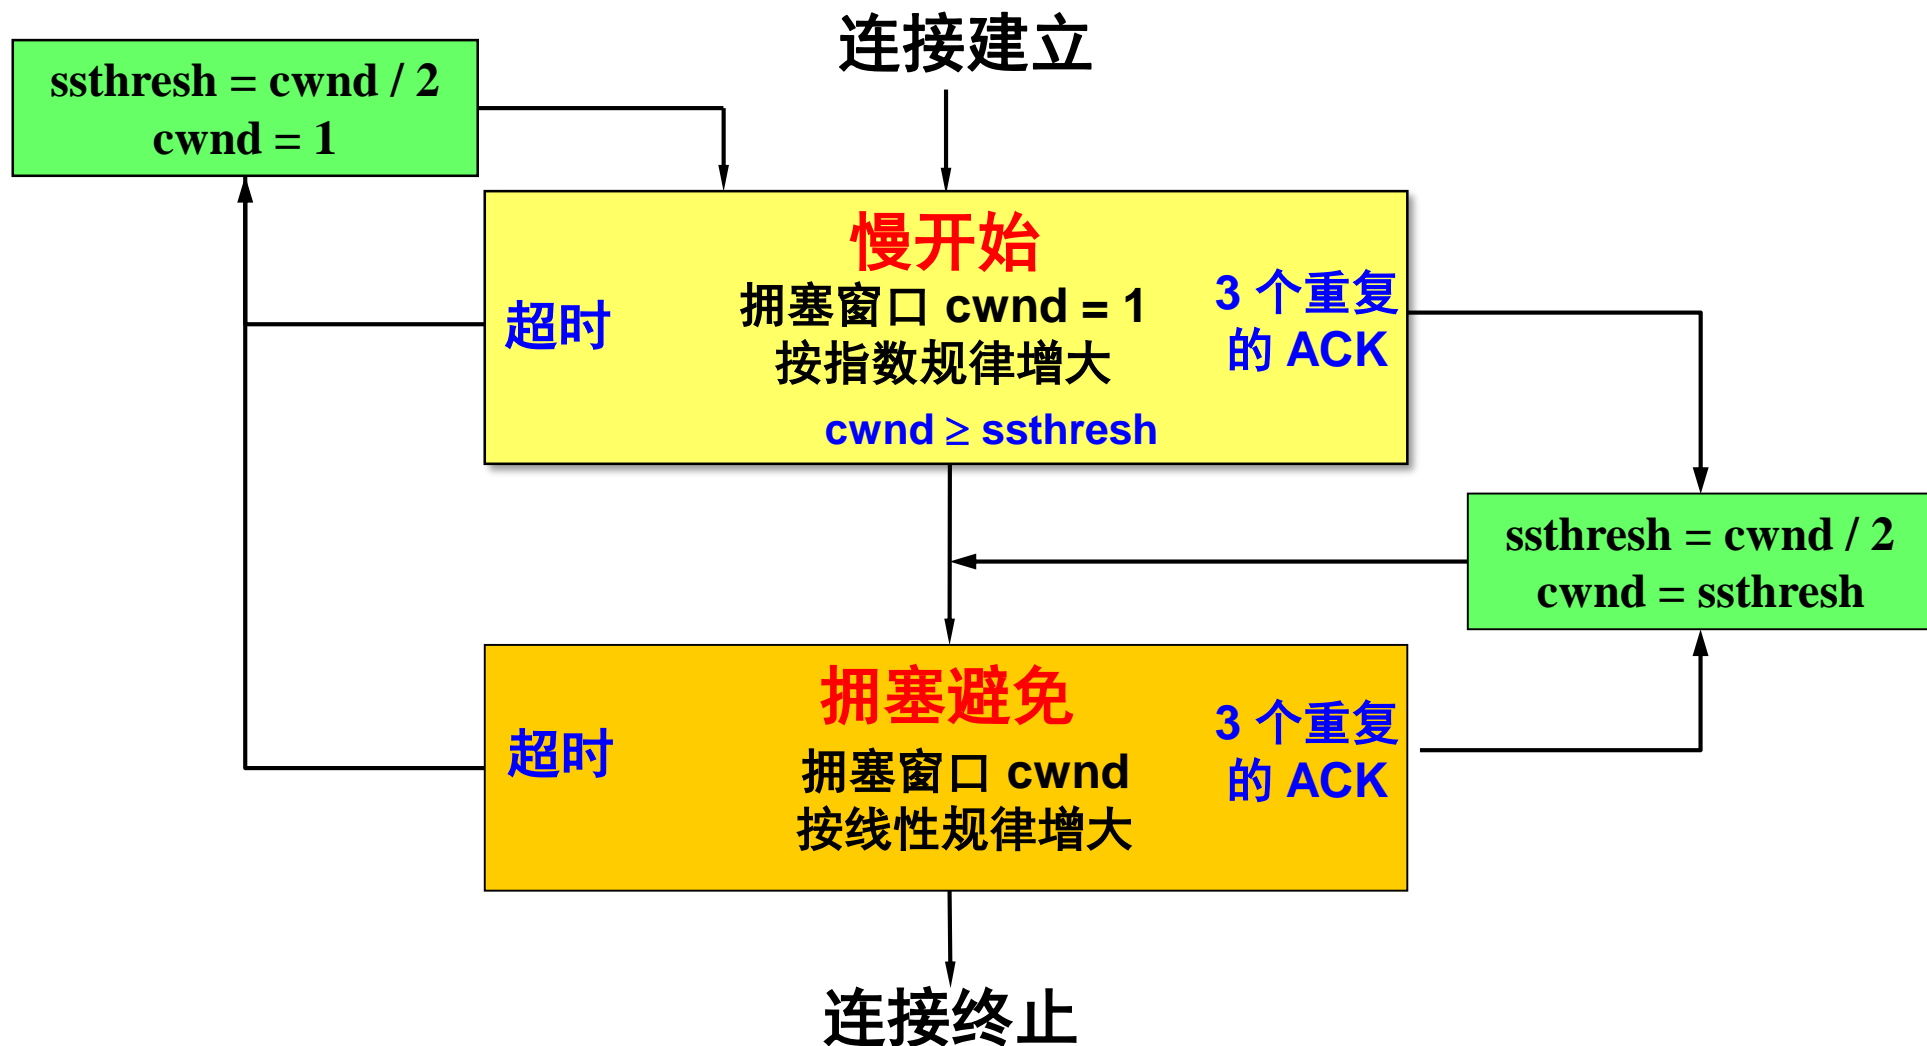 连接建立
ssthresh = cwnd / 2
cwnd = 1
慢开始
拥塞窗口 cwnd = 1
按指数规律增大
cwnd ≥ ssthresh
超时
3 个重复
的 ACK
ssthresh = cwnd / 2
cwnd = ssthresh
拥塞避免
拥塞窗口 cwnd
按线性规律增大
超时
3 个重复
的 ACK
连接终止